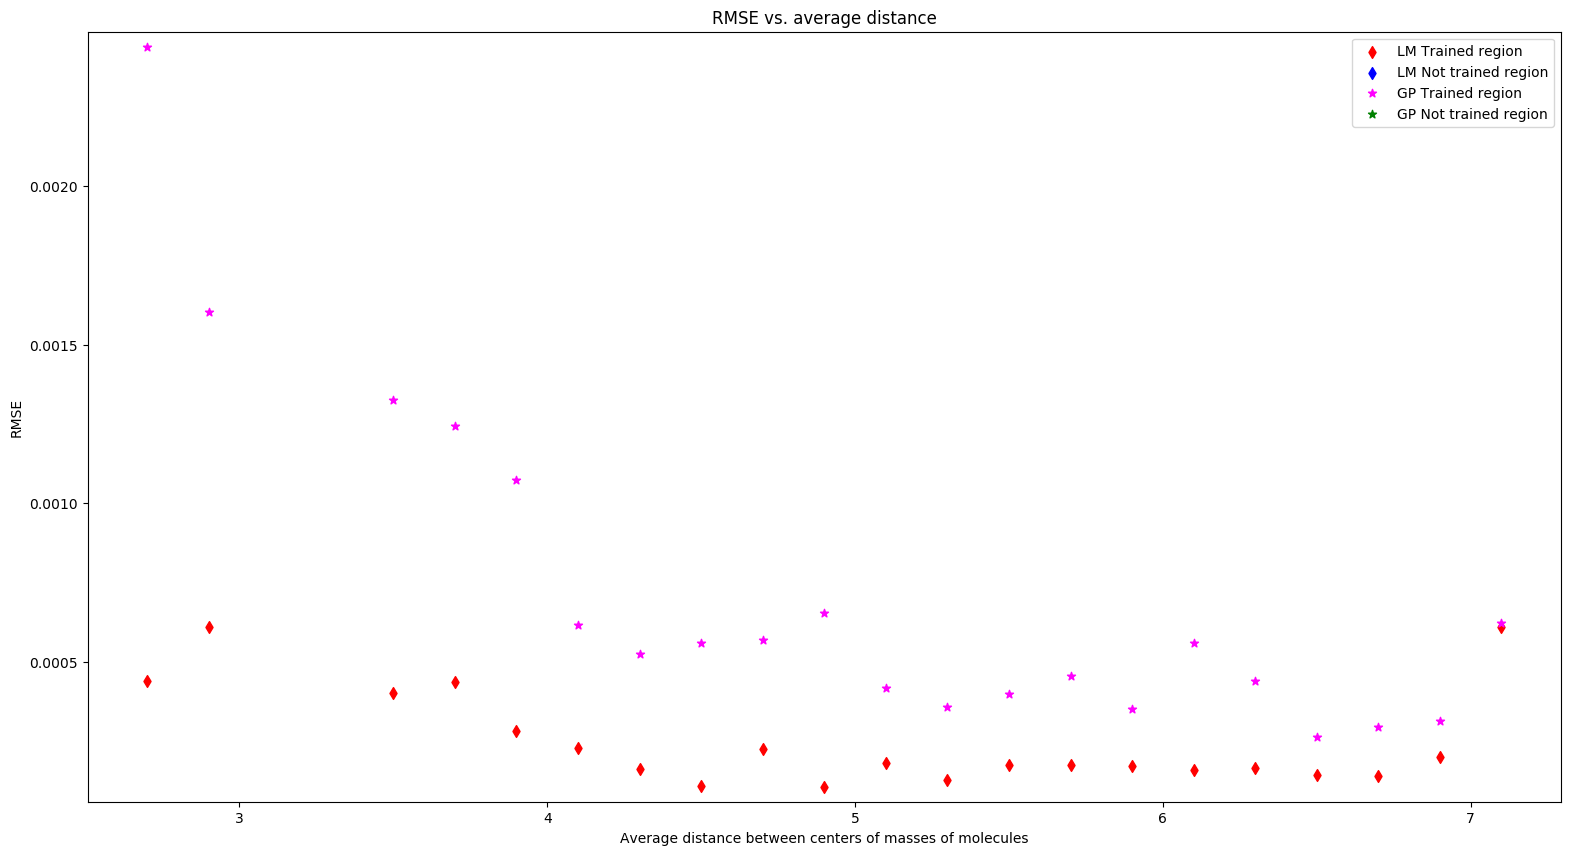 RMSE vs. average distance
LM Trained region
LM Not trained region
GP Trained region
GP Not trained region
0.0020
0.0015
0.0010
0.0005
RMSE
3 4 5 6 7
Average distance between centers of masses of molecules